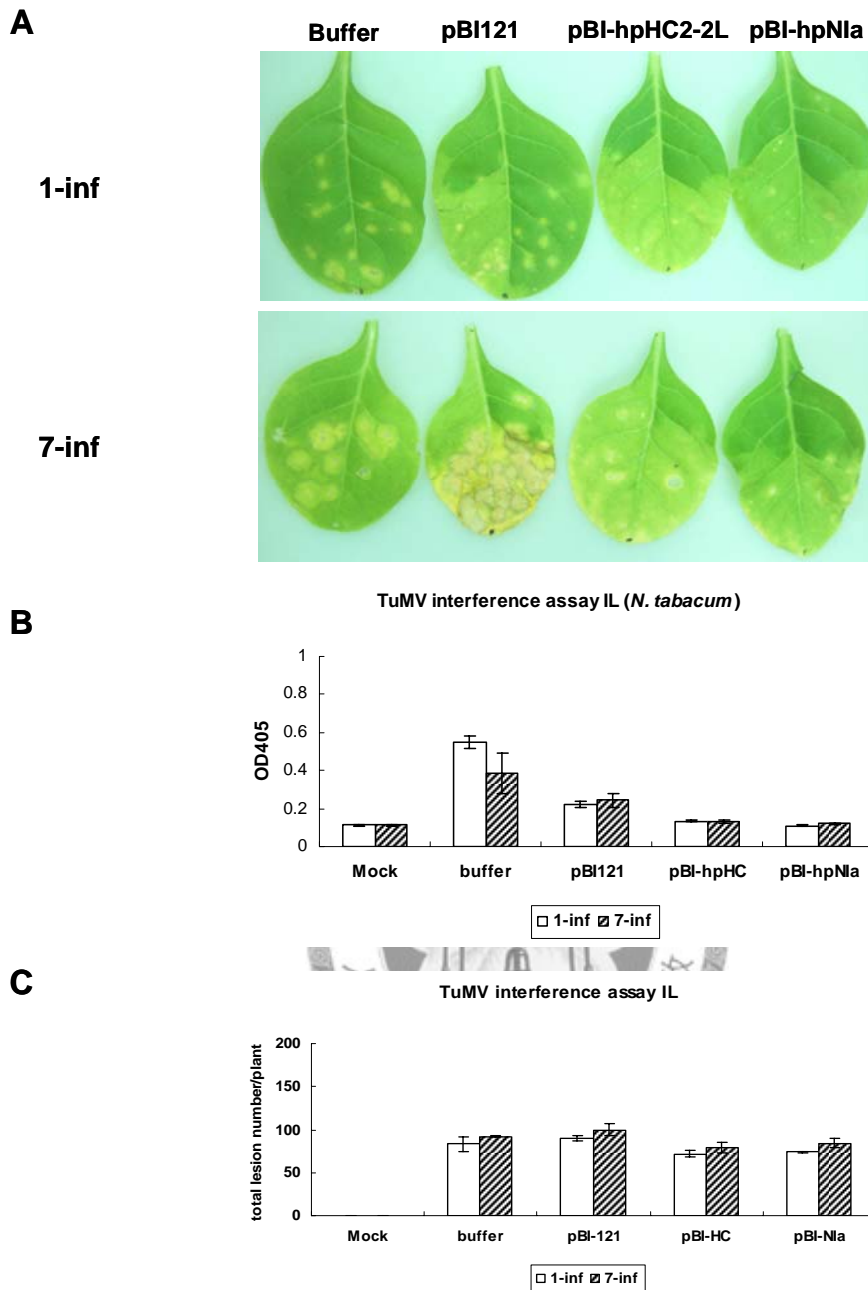 A
Buffer pBI121 pBI-hpHC2-2L pBI-hpNIa
1-inf
7-inf
B
TuMV interference assay IL (N. tabacum)
OD405
1
0.8
0.6
0.4
0.2
0
Mock buffer pBI121 pBI-hpHC pBI-hpNIa
1-inf 7-inf
C
TuMV interference assay IL
total lesion number/plant
200
150
100
50
0
Mock buffer pBI-121 pBI-HC pBI-NIa
1-inf 7-inf